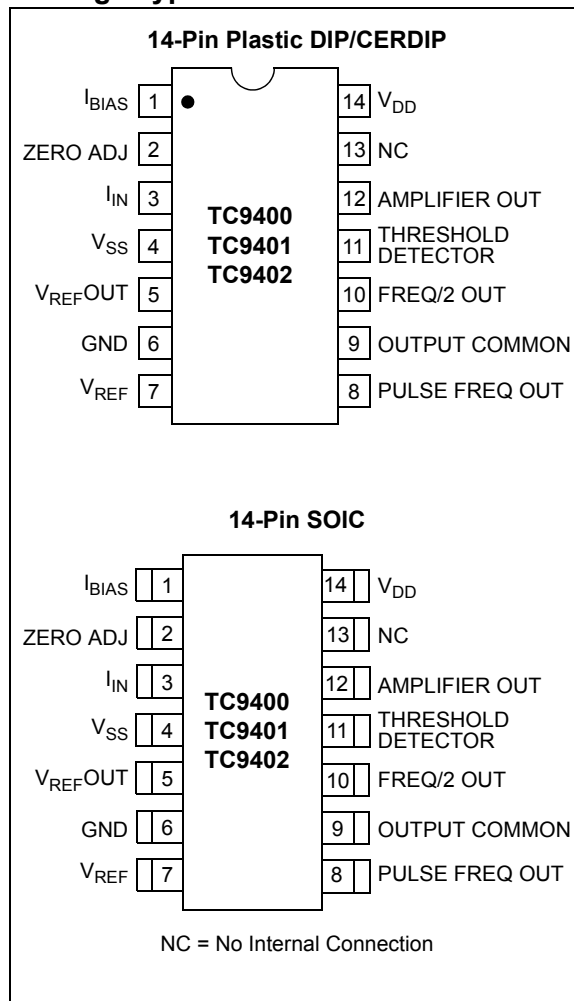 14-Pin Plastic DIP/CERDIP
I_BIAS 1 14 V_DD
ZERO ADJ 2 13 NC
I_IN 3 12 AMPLIFIER OUT
V_SS 4 11 THRESHOLD DETECTOR
V_REFOUT 5 10 FREQ/2 OUT
GND 6 9 OUTPUT COMMON
V_REF 7 8 PULSE FREQ OUT
TC9400
TC9401
TC9402
14-Pin SOIC
I_BIAS 1 14 V_DD
ZERO ADJ 2 13 NC
I_IN 3 12 AMPLIFIER OUT
V_SS 4 11 THRESHOLD DETECTOR
V_REFOUT 5 10 FREQ/2 OUT
GND 6 9 OUTPUT COMMON
V_REF 7 8 PULSE FREQ OUT
TC9400
TC9401
TC9402
NC = No Internal Connection